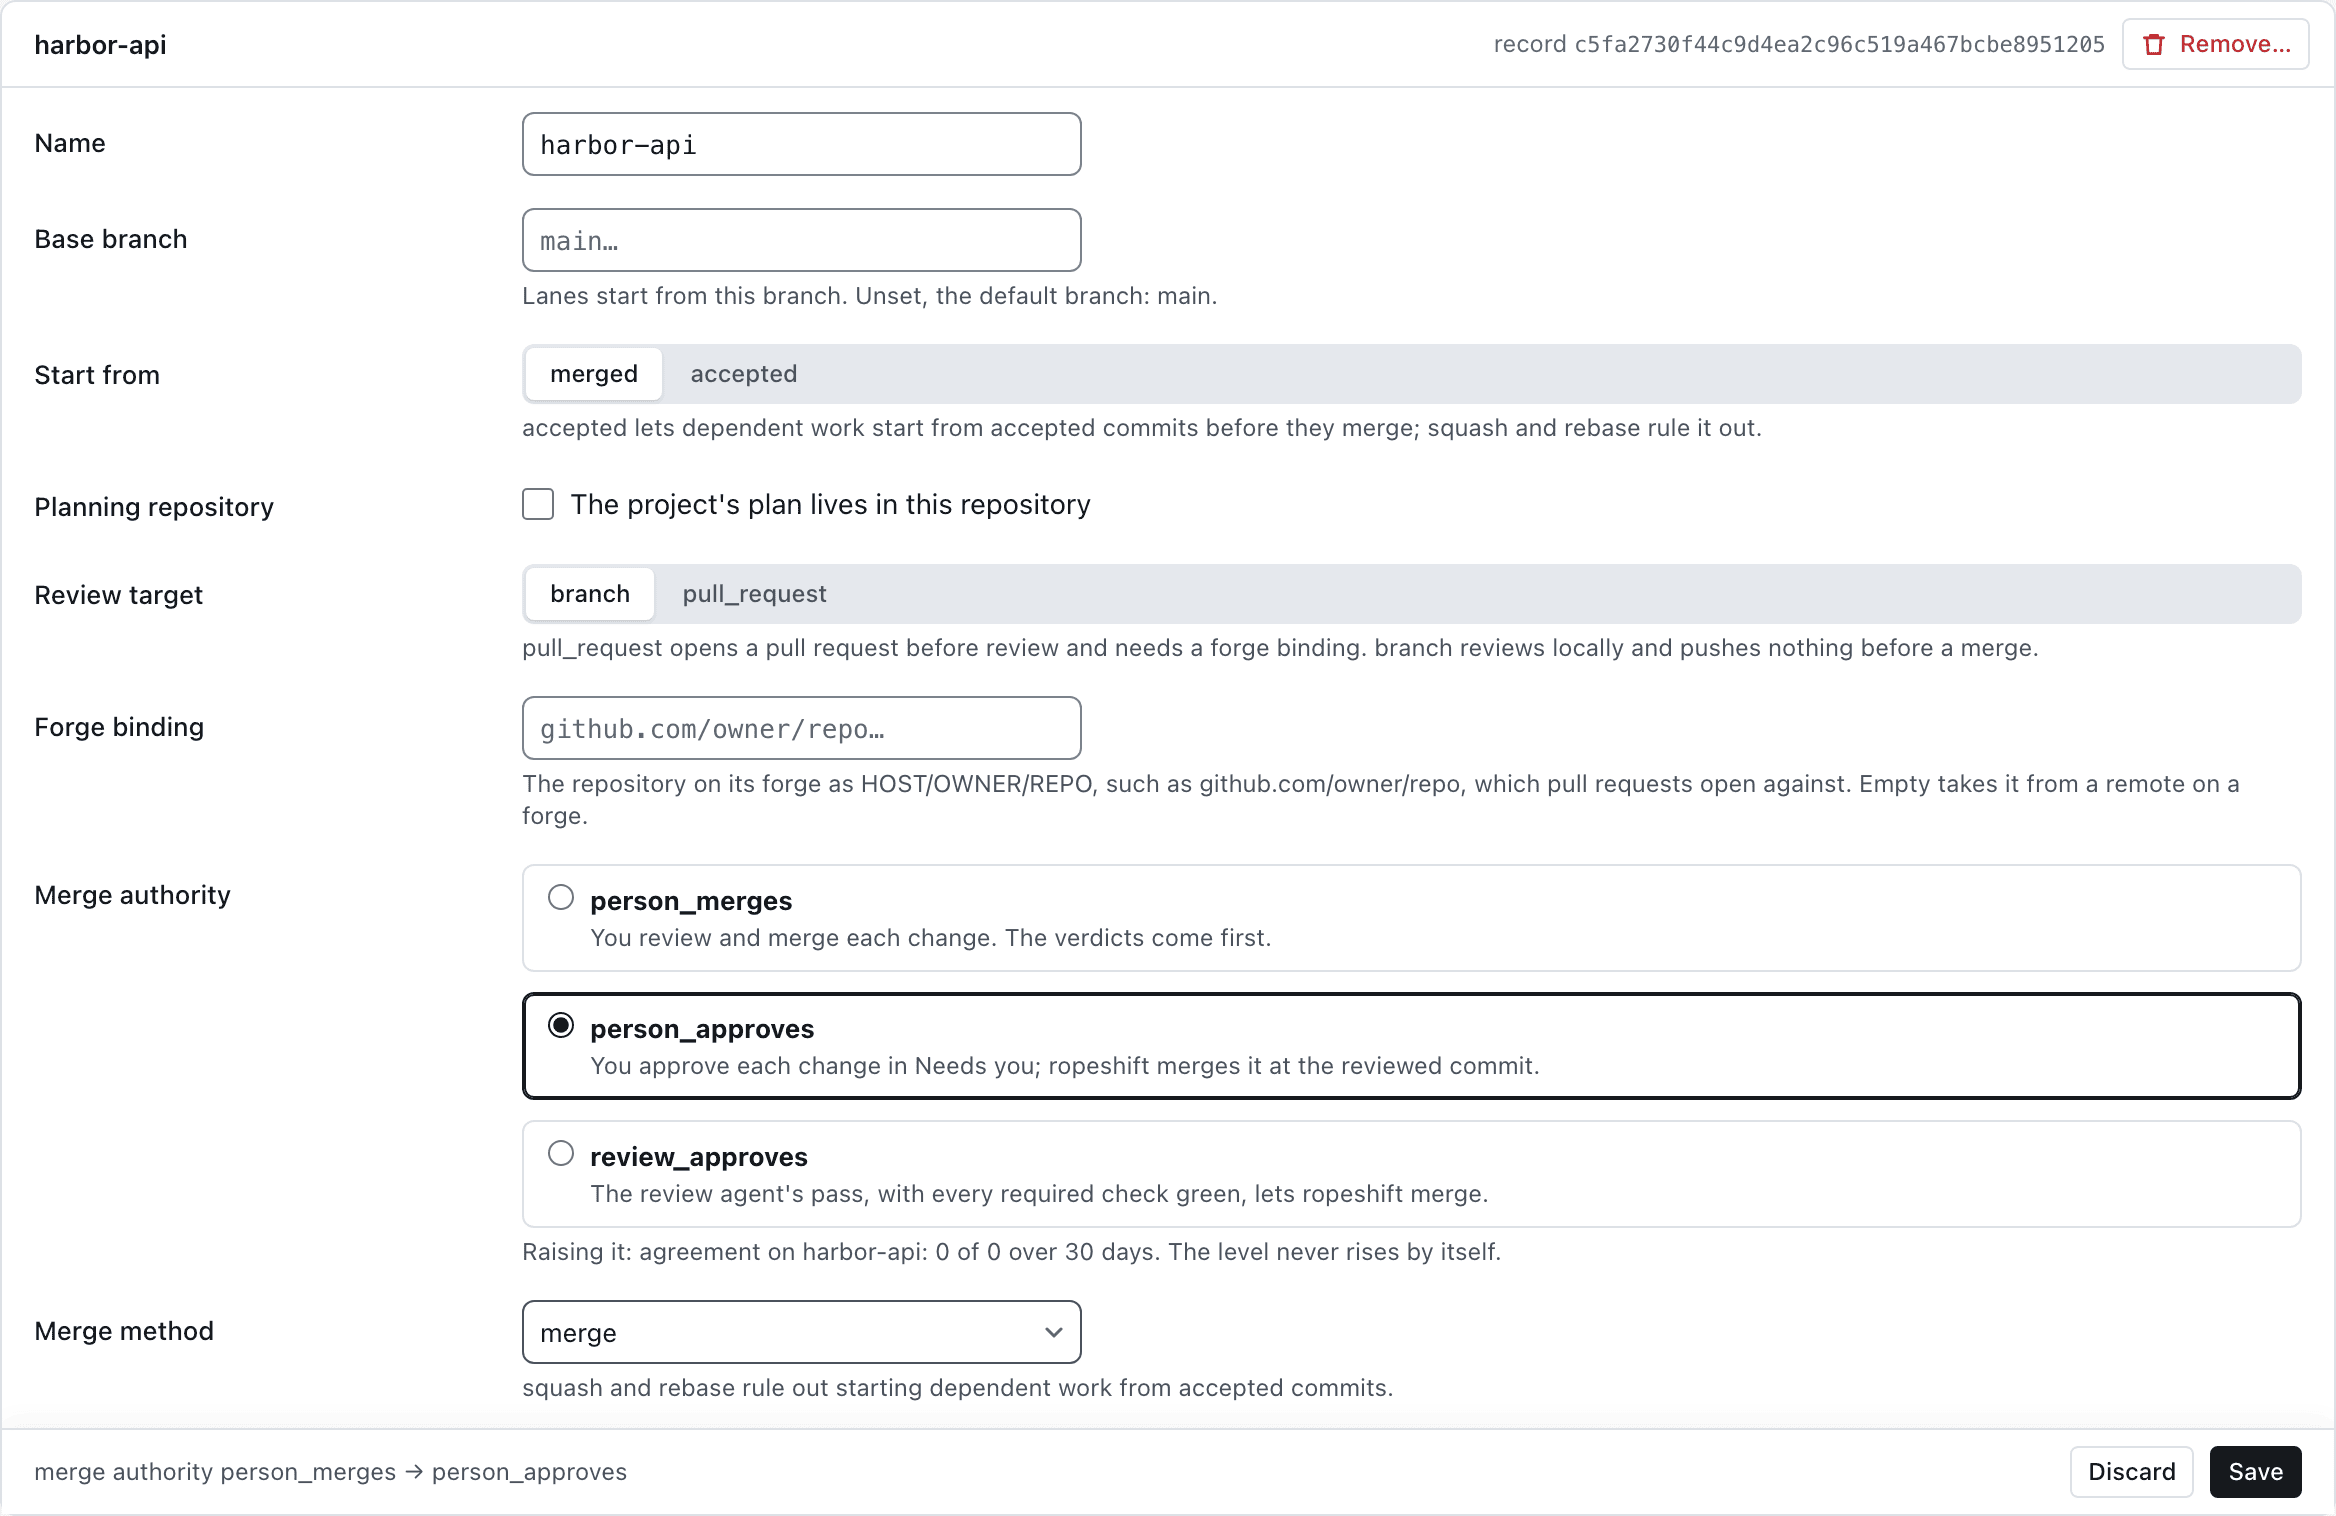 harbor-api
record c5fa2730f44c9d4ea2c96c519a467bcbe8951205
Remove...
Name
harbor-api
Base branch
main…
Lanes start from this branch. Unset, the default branch: main.
Start from
merged
accepted
accepted lets dependent work start from accepted commits before they merge; squash and rebase rule it out.
Planning repository
The project's plan lives in this repository
Review target
branch
pull_request
pull_request opens a pull request before review and needs a forge binding. branch reviews locally and pushes nothing before a merge.
Forge binding
github.com/owner/repo…
The repository on its forge as HOST/OWNER/REPO, such as github.com/owner/repo, which pull requests open against. Empty takes it from a remote on a
forge.
Merge authority
person_merges
You review and merge each change. The verdicts come first.
person_approves
You approve each change in Needs you; ropeshift merges it at the reviewed commit.
review_approves
The review agent's pass, with every required check green, lets ropeshift merge.
Raising it: agreement on harbor-api: 0 of 0 over 30 days. The level never rises by itself.
Merge method
merge
squash and rebase rule out starting dependent work from accepted commits.
merge authority person_merges → person_approves
Discard
Save